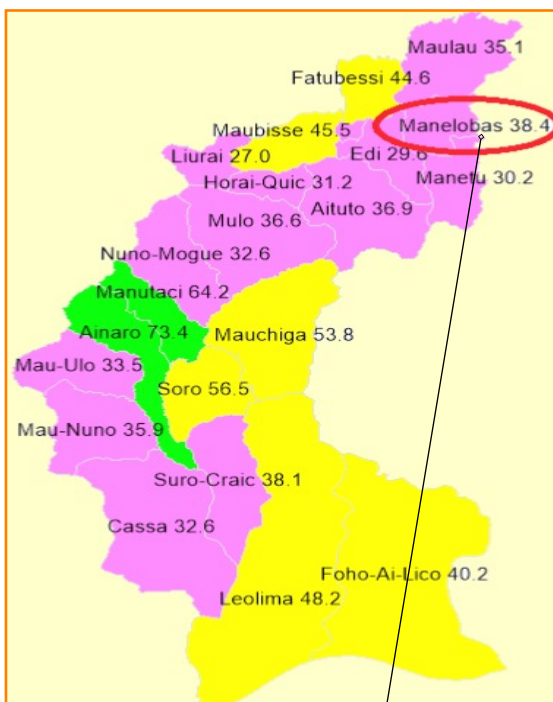 Maulau 35.1
Fatubessi 44.6
Manelobas 38.4
Maubisse 45.5
Edi 29.6
Liurai 27.0
Manetu 30.2
Horai-Quic 31.2
Aituto 36.9
Mulo 36.6
Nuno-Mogue 32.6
Manutaci 64.2
Ainaro 73.4
Mauchiga 53.8
Mau-Ulo 33.5
Soro 56.5
Mau-Nuno 35.9
Suro-Craic 38.1
Cassa 32.6
Foho-Ai-Lico 40.2
Leolima 48.2